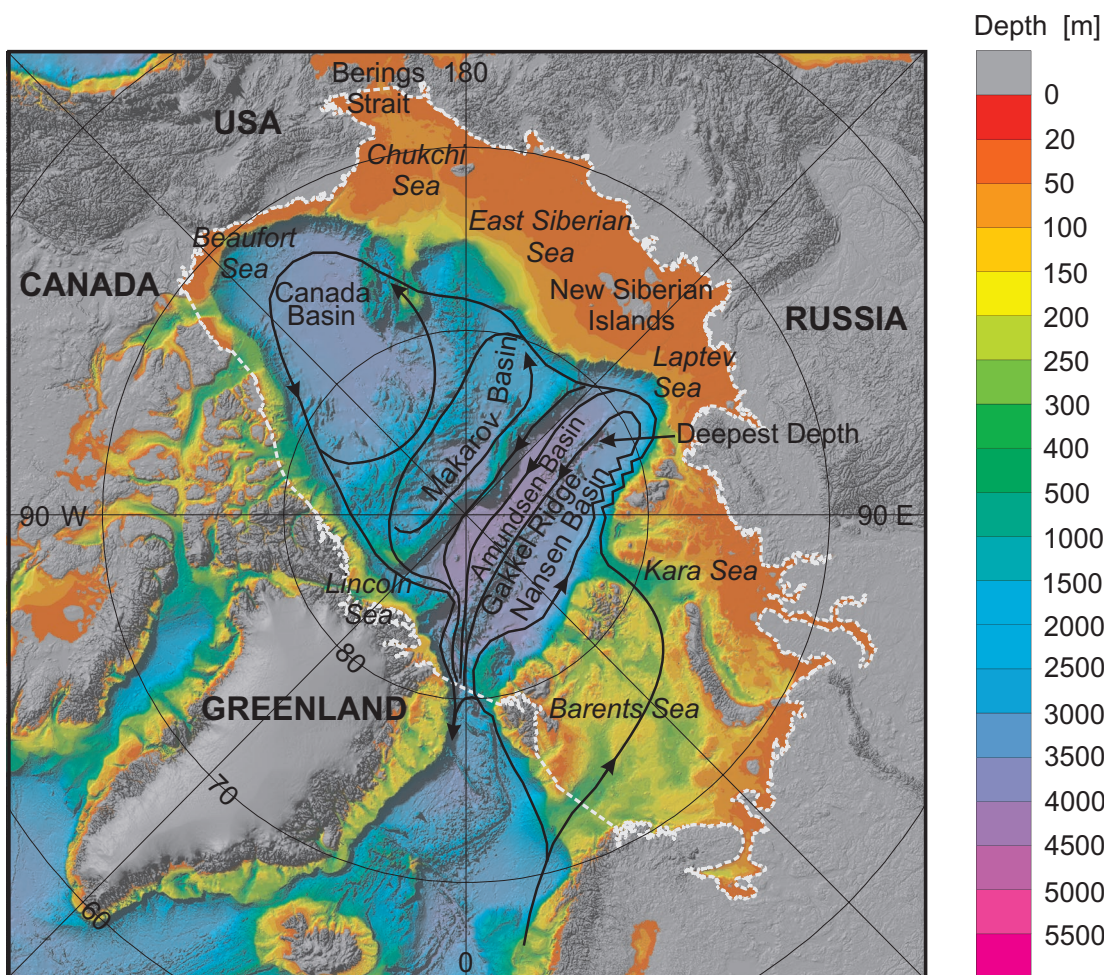 Depth [m]
0
20
50
100
150
200
250
300
400
500
1000
1500
2000
2500
3000
3500
4000
4500
5000
5500
Berings 180
Strait
USA
Chukchi
Sea
East Siberian
Sea
Beaufort
Sea
CANADA
Canada
Basin
New Siberian
Islands
RUSSIA
Laptev
Sea
Makarov Basin
Deepest Depth
Amundsen Basin
Gakkel Ridge
Nansen Basin
90 W
90 E
Kara Sea
Lincoln
Sea
80
GREENLAND
Barents Sea
70
60
0